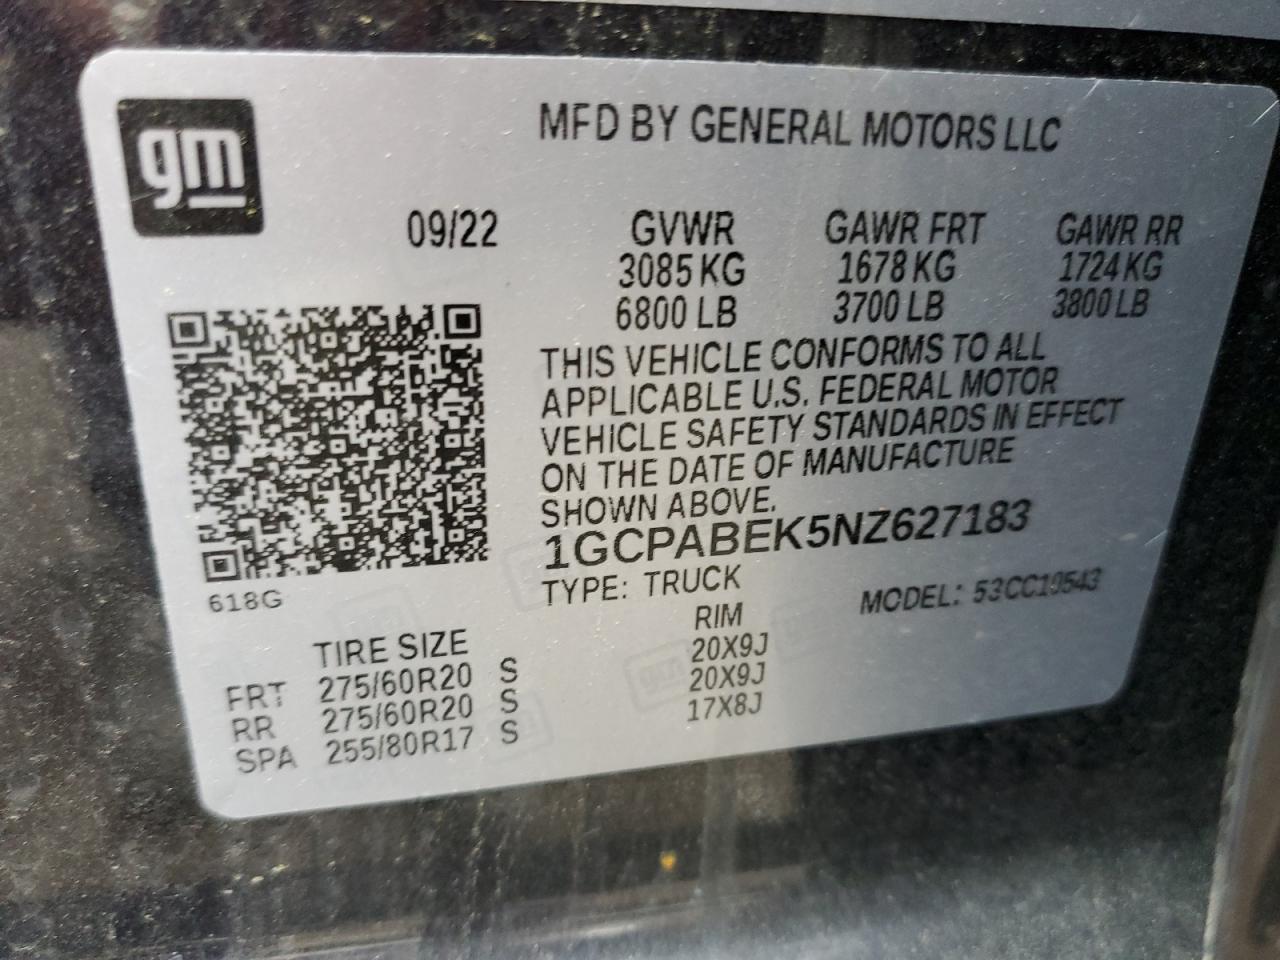 gm
MFD BY GENERAL MOTORS LLC
09/22
GVWR GAWR FRT GAWR RR
3085 KG 1678 KG 1724 KG
6800 LB 3700 LB 3800 LB
THIS VEHICLE CONFORMS TO ALL
APPLICABLE U.S. FEDERAL MOTOR
VEHICLE SAFETY STANDARDS IN EFFECT
ON THE DATE OF MANUFACTURE
SHOWN ABOVE.
1GCPABEK5NZ627183
TYPE: TRUCK MODEL: 53CC10543
618G
TIRE SIZE RIM
FRT 275/60R20 S 20X9J
RR 275/60R20 S 20X9J
SPA 255/80R17 S 17X8J